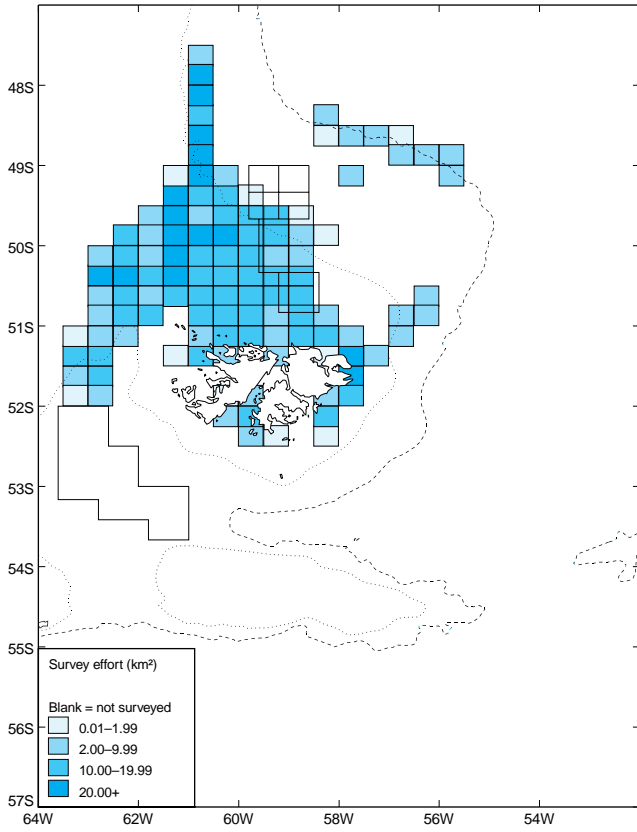 48S
49S
50S
51S
52S
53S
54S
55S
Survey effort (km²)
Blank = not surveyed
0.01–1.99
2.00–9.99
10.00–19.99
20.00+
56S
57S
64W 62W 60W 58W 56W 54W